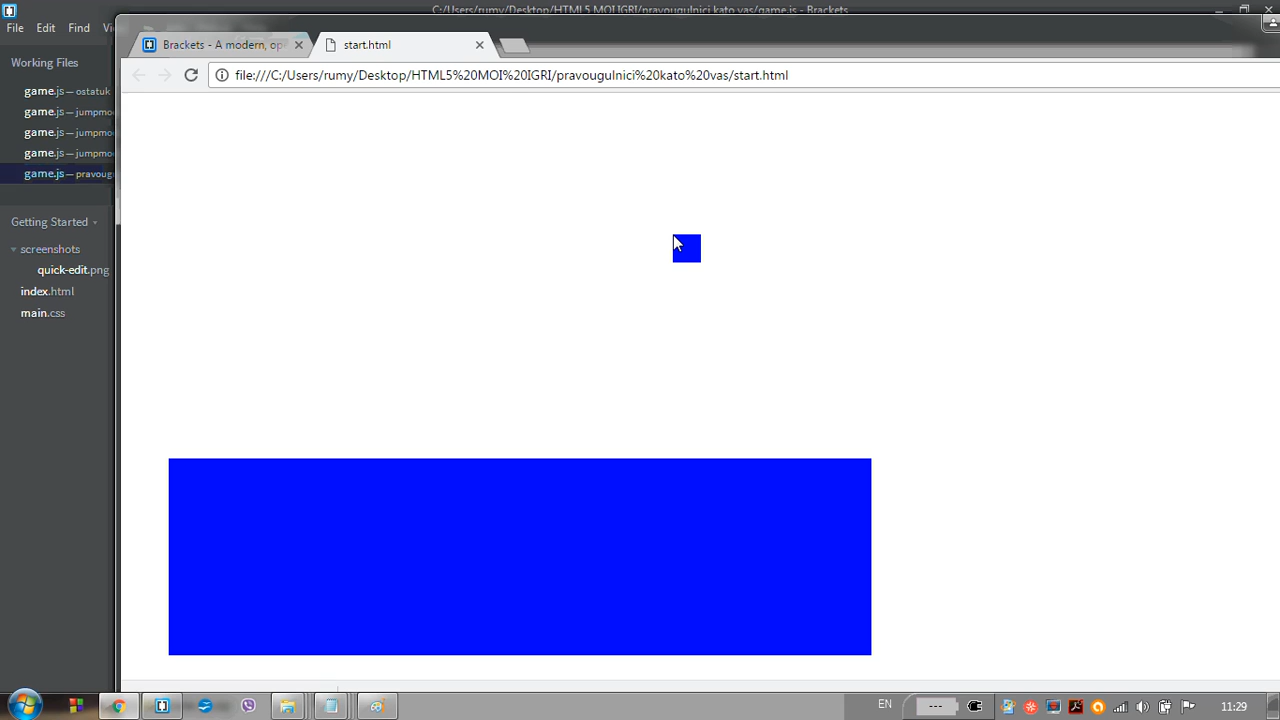 C:/Users/rumy/Desktop/HTML5 MOI IGRI/pravougulnici kato vas/game.js - Brackets
File Edit Find
Brackets - A modern, op
start.html
file:///C:/Users/rumy/Desktop/HTML5%20MOI%20IGRI/pravougulnici%20kato%20vas/start.html
Working Files
game.js — ostatuk
game.js — jumpmo
game.js — jumpmo
game.js — jumpmo
game.js — pravoug
Getting Started
screenshots
quick-edit.png
index.html
main.css
EN
---
11:29